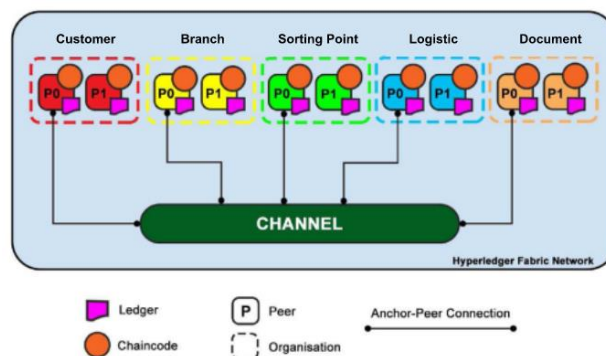 Customer Branch Sorting Point Logistic Document
P0 P1 P0 P1 P0 P1 P0 P1 P0 P1
CHANNEL
Hyperledger Fabric Network
Ledger P Peer Anchor-Peer Connection
Chaincode Organisation